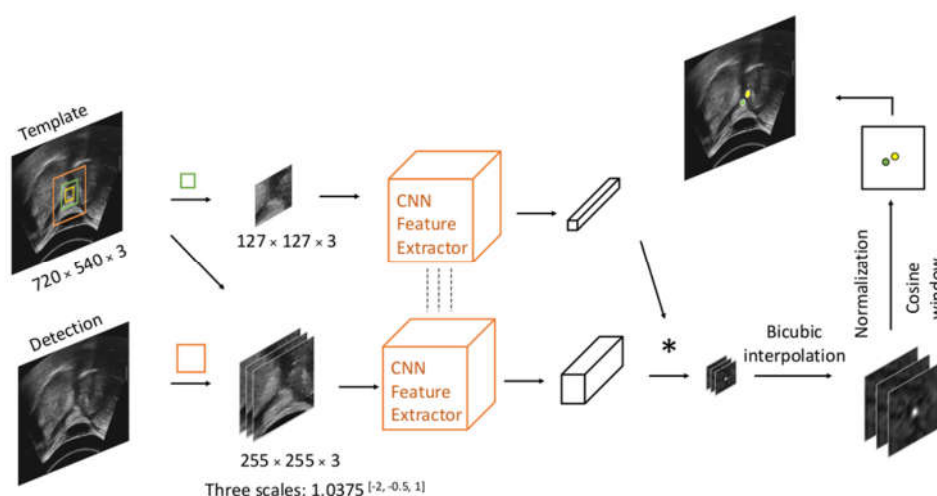 Template
720 × 540 × 3
127 × 127 × 3
CNN
Feature
Extractor
Detection
255 × 255 × 3
Three scales: 1.0375 [-2, -0.5, 1]
CNN
Feature
Extractor
*
Bicubic
interpolation
Normalization
Cosine
window